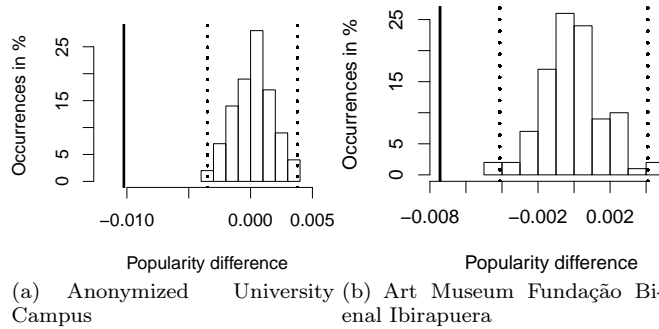 Occurrences in %
25
15
5
0
−0.010
0.000
0.005
Popularity difference
(a) Anonymized University
Campus
Occurrences in %
25
15
5
0
−0.008
−0.002
0.002
Popularity difference
(b) Art Museum Fundação Bi-
enal Ibirapuera